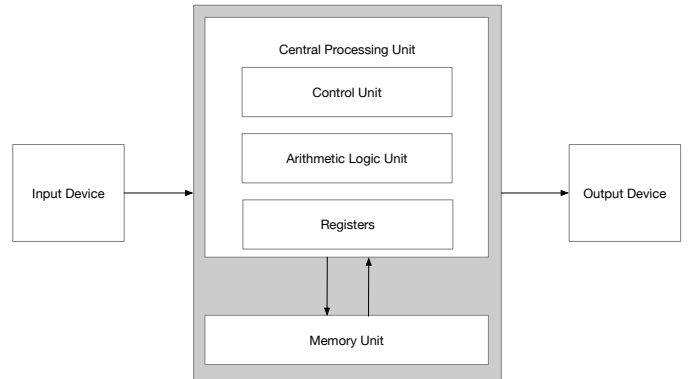 Central Processing Unit
Control Unit
Arithmetic Logic Unit
Input Device
Output Device
Registers
Memory Unit